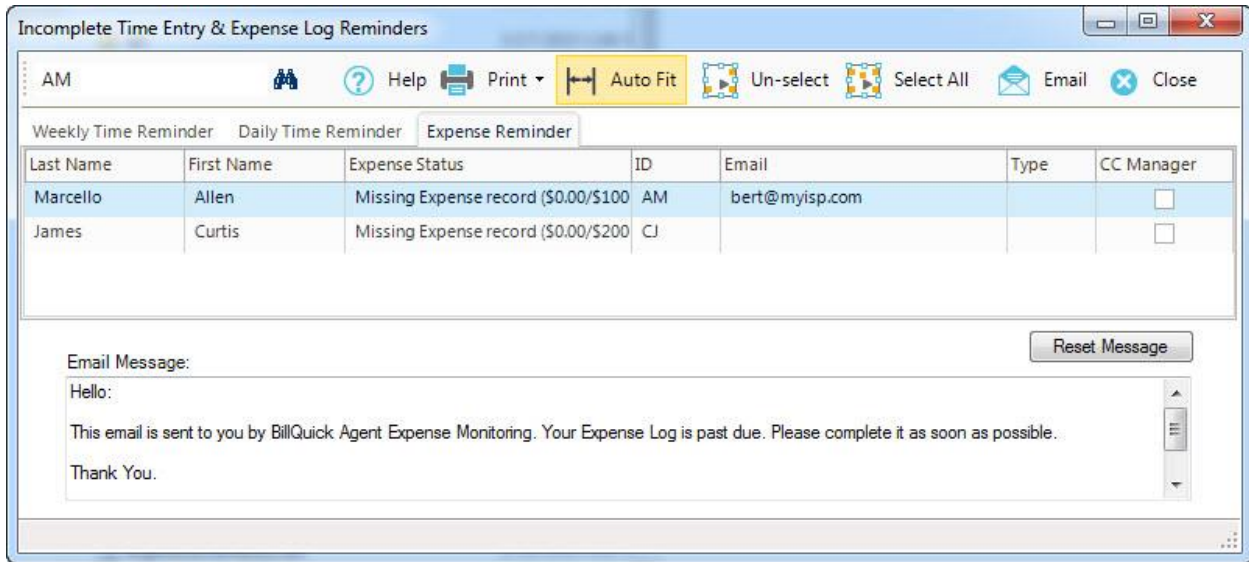 Incomplete Time Entry & Expense Log Reminders
AM Help Print Auto Fit Un-select Select All Email Close
Weekly Time Reminder Daily Time Reminder Expense Reminder
Last Name First Name Expense Status ID Email Type CC Manager
Marcello Allen Missing Expense record ($0.00/$100 AM bert@myisp.com
James Curtis Missing Expense record ($0.00/$200 CJ
Reset Message
Email Message:
Hello:
This email is sent to you by BillQuick Agent Expense Monitoring. Your Expense Log is past due. Please complete it as soon as possible.
Thank You.